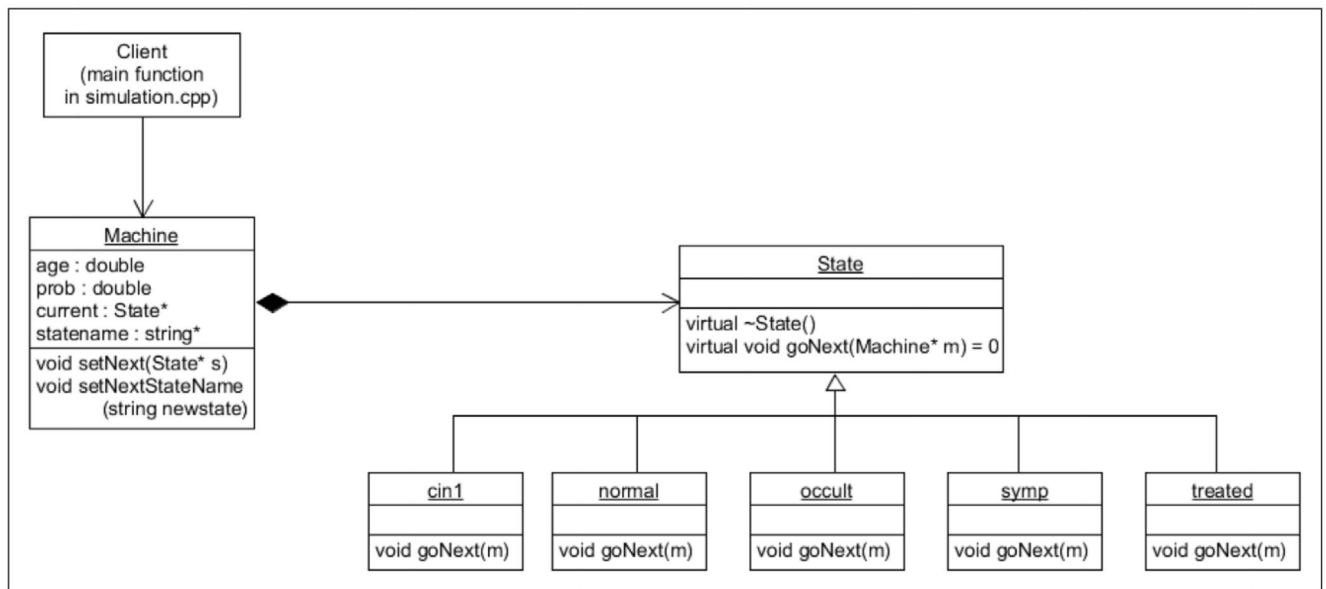 Client
(main function
in simulation.cpp)
Machine
age : double
prob : double
current : State*
statename : string*
void setNext(State* s)
void setNextStateName
(string newstate)
State
virtual ~State()
virtual void goNext(Machine* m) = 0
cin1
void goNext(m)
normal
void goNext(m)
occult
void goNext(m)
symp
void goNext(m)
treated
void goNext(m)